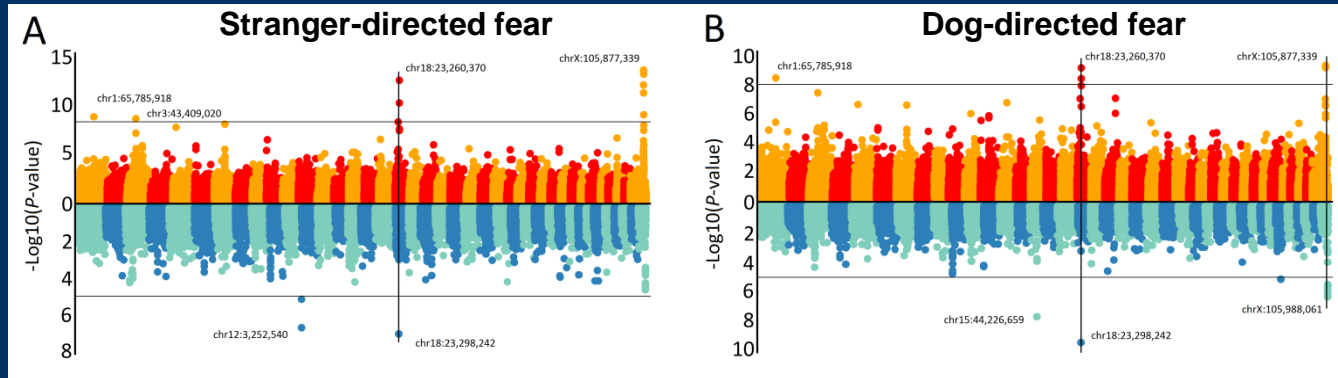 A
Stranger-directed fear
15
10
5
0
2
4
6
8
-Log10(P-value)
chr1:65,785,918
chr3:43,409,020
chr18:23,260,370
chrX:105,877,339
chr12:3,252,540
chr18:23,298,242
B
Dog-directed fear
10
8
6
4
2
0
2
4
6
8
10
-Log10(P-value)
chr1:65,785,918
chr18:23,260,370
chrX:105,877,339
chr15:44,226,659
chr18:23,298,242
chrX:105,988,061